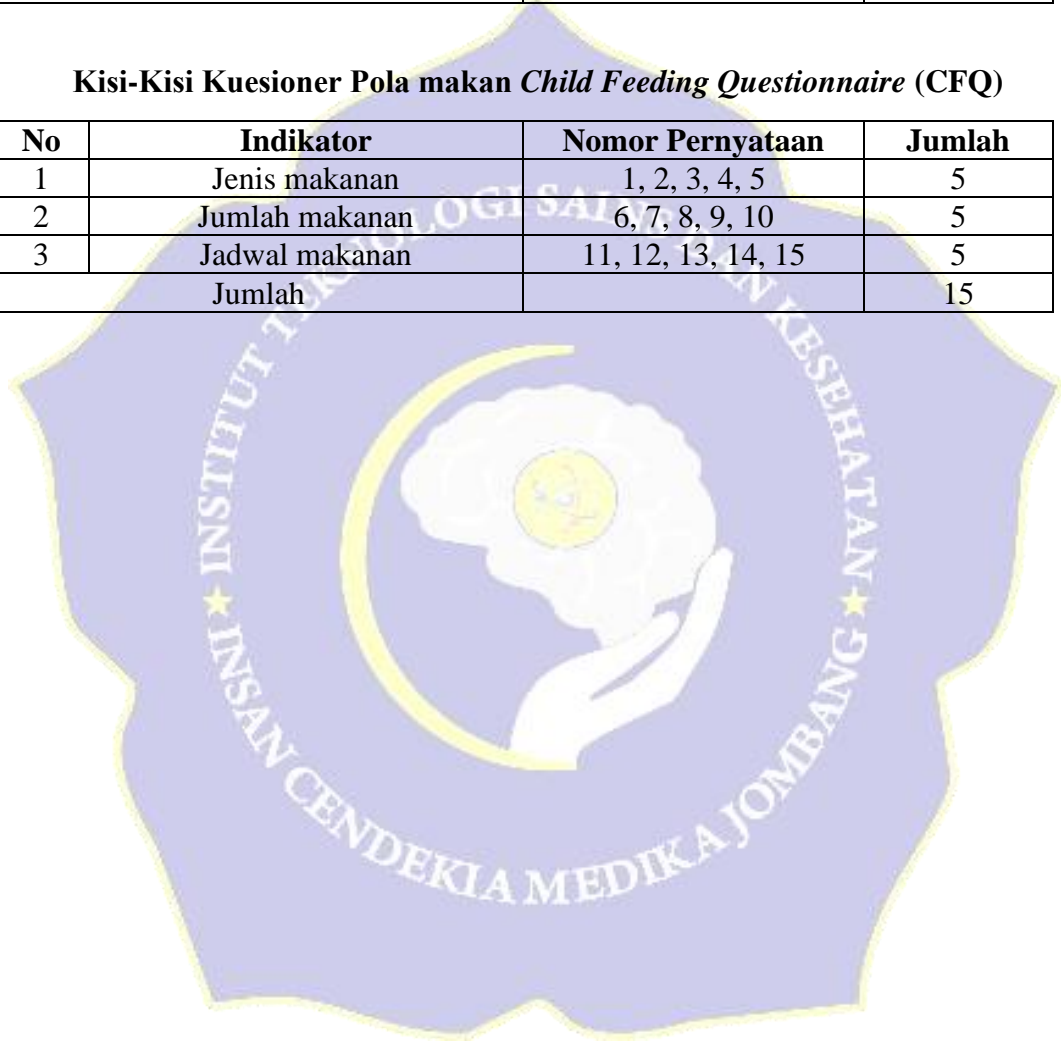 Kisi-Kisi Kuesioner Pola makan Child Feeding Questionnaire (CFQ)
No Indikator Nomor Pernyataan Jumlah
1 Jenis makanan 1, 2, 3, 4, 5 5
2 Jumlah makanan 6, 7, 8, 9, 10 5
3 Jadwal makanan 11, 12, 13, 14, 15 5
Jumlah 15
INSTITUT TEKNOLOGI SAINS DAN KESEHATAN
INSAN CENDEKIA MEDIKA JOMBANG